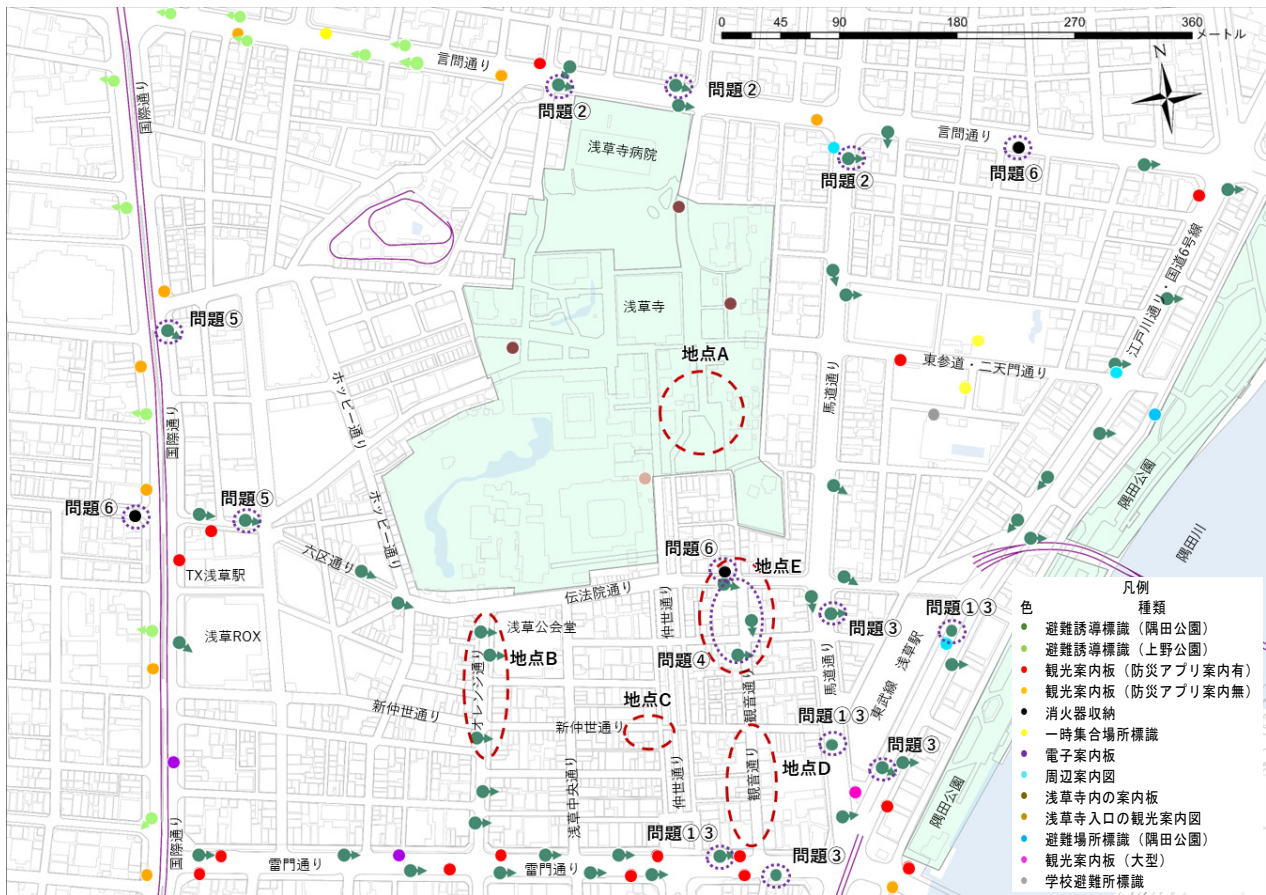 0 45 90 180 270 360
メートル
N
言問通り
国際通り
問題②
問題②
浅草寺病院
言問通り
問題②
問題⑥
江戸川通り・国道6号線
浅草寺
問題⑤
地点A
東参道・二天門通り
ホッピー通り
馬道通り
国際通り
隅田公園
問題⑥
問題⑤
ホッピー通り
隅田川
六区通り
TX浅草駅
問題⑥
地点E
伝法院通り
仲世通り
問題①③
問題③
浅草ROX
浅草公会堂
地点B
問題④
オレンジ通り
馬道通り
東武線 浅草駅
観音通り
新仲世通り
地点C
新仲世通り
問題①③
問題③
地点D
観音通り
仲世通り
浅草中央通り
隅田公園
国際通り
雷門通り
問題①③
問題③
雷門通り
凡例
色 種類
避難誘導標識（隅田公園）
避難誘導標識（上野公園）
観光案内板（防災アプリ案内有）
観光案内板（防災アプリ案内無）
消火器収納
一時集合場所標識
電子案内板
周辺案内図
浅草寺内の案内板
浅草寺入口の観光案内図
避難場所標識（隅田公園）
観光案内板（大型）
学校避難所標識